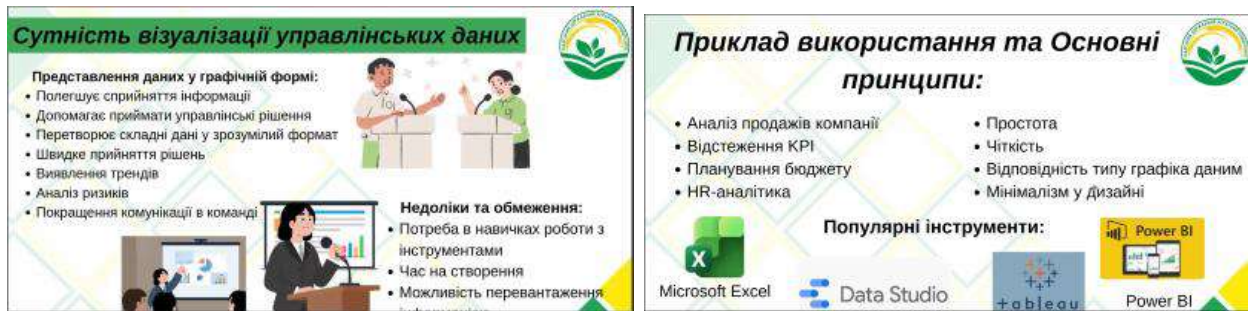 Сутність візуалізації управлінських даних
Представлення даних у графічній формі:
• Полегшує сприйняття інформації
• Допомагає приймати управлінські рішення
• Перетворює складні дані у зрозумілий формат
• Швидке прийняття рішень
• Виявлення трендів
• Аналіз ризиків
• Покращення комунікації в команді
Недоліки та обмеження:
• Потреба в навичках роботи з
інструментами
• Час на створення
• Можливість перевантаження
Приклад використання та Основні
принципи:
• Аналіз продажів компанії
• Відстеження KPI
• Планування бюджету
• HR-аналітика
• Простота
• Чіткість
• Відповідність типу графіка даним
• Мінімалізм у дизайні
Популярні інструменти:
X
Microsoft Excel
Data Studio
+ a b l e a u
Power BI
Power BI